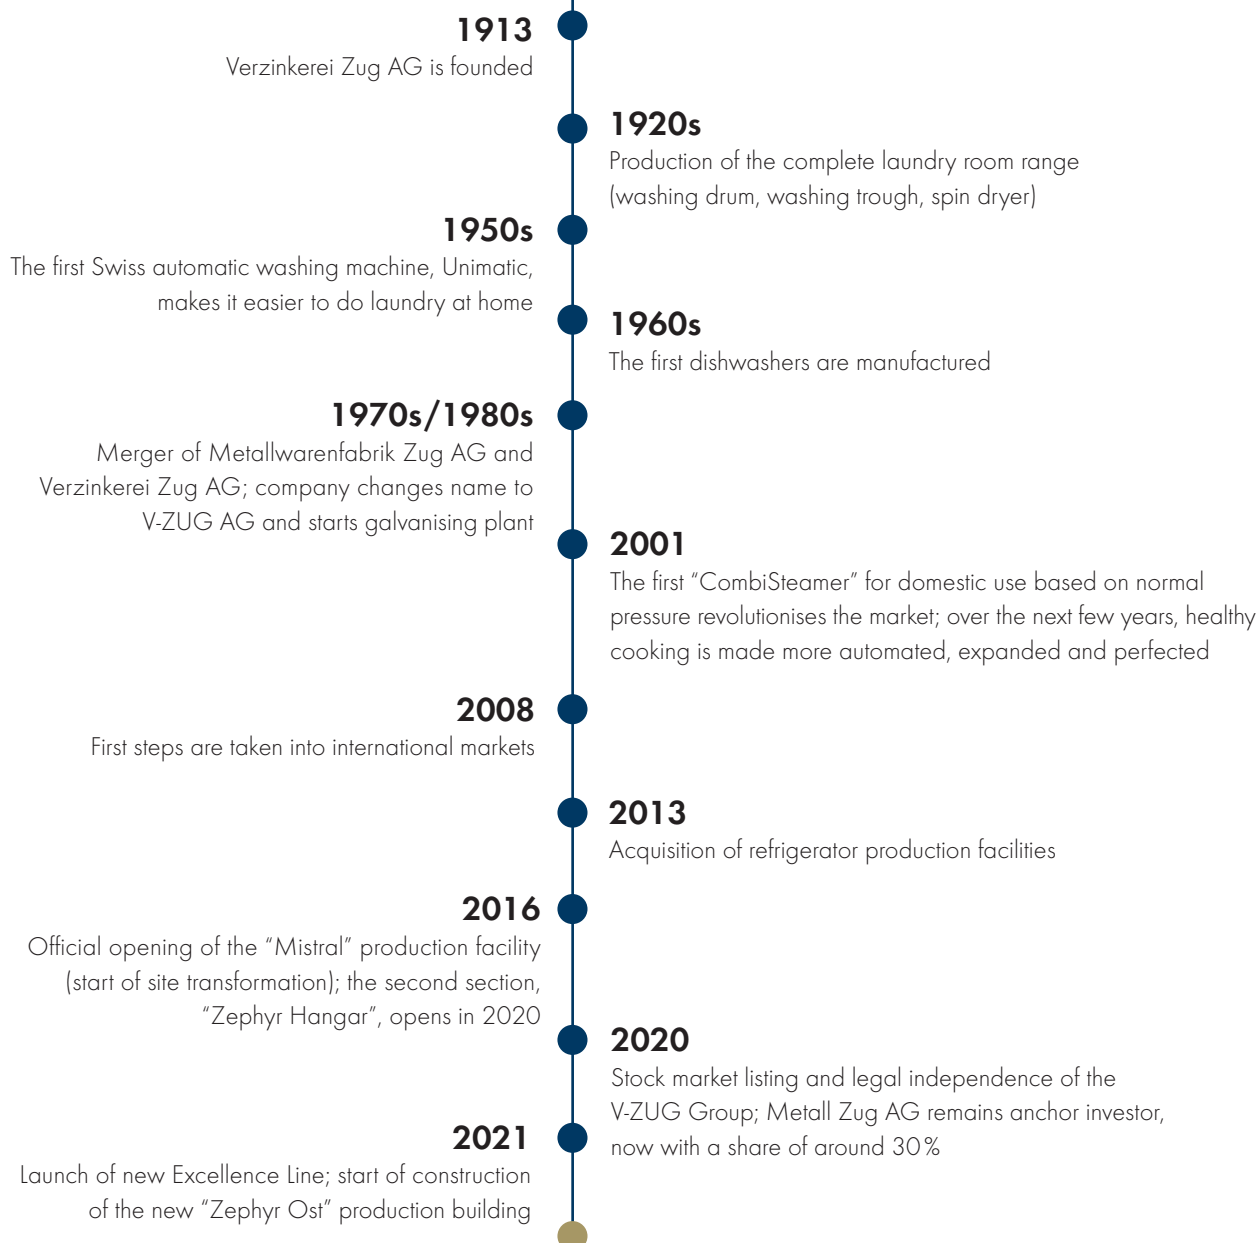 1913
Verzinkerei Zug AG is founded
1920s
Production of the complete laundry room range
(washing drum, washing trough, spin dryer)
1950s
The first Swiss automatic washing machine, Unimatic,
makes it easier to do laundry at home
1960s
The first dishwashers are manufactured
1970s/1980s
Merger of Metallwarenfabrik Zug AG and
Verzinkerei Zug AG; company changes name to
V-ZUG AG and starts galvanising plant
2001
The first “CombiSteamer” for domestic use based on normal
pressure revolutionises the market; over the next few years, healthy
cooking is made more automated, expanded and perfected
2008
First steps are taken into international markets
2013
Acquisition of refrigerator production facilities
2016
Official opening of the “Mistral” production facility
(start of site transformation); the second section,
“Zephyr Hangar”, opens in 2020
2020
Stock market listing and legal independence of the
V-ZUG Group; Metall Zug AG remains anchor investor,
now with a share of around 30 %
2021
Launch of new Excellence Line; start of construction
of the new “Zephyr Ost” production building